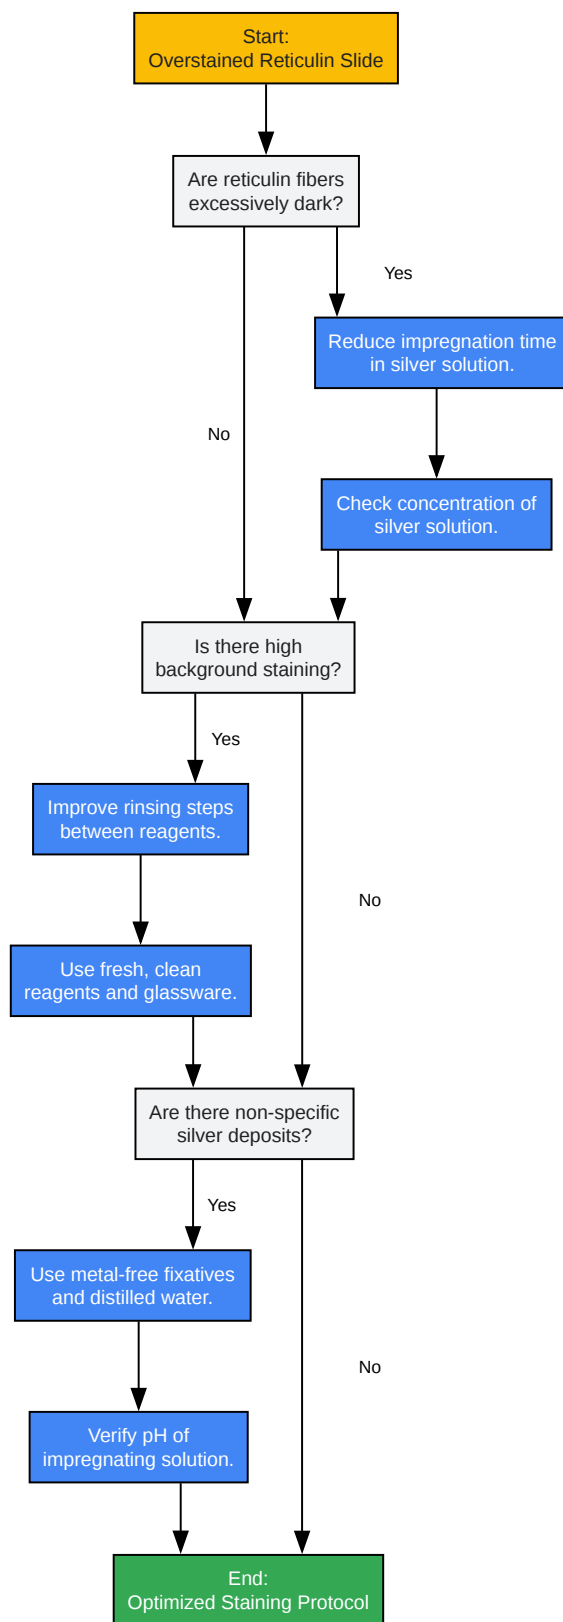 Start:
Overstained Reticulin Slide
Are reticulin fibers
excessively dark?
Yes
Reduce impregnation time
in silver solution.
No
Check concentration of
silver solution.
Is there high
background staining?
Yes
Improve rinsing steps
between reagents.
No
Use fresh, clean
reagents and glassware.
Are there non-specific
silver deposits?
Yes
Use metal-free fixatives
and distilled water.
No
Verify pH of
impregnating solution.
End:
Optimized Staining Protocol